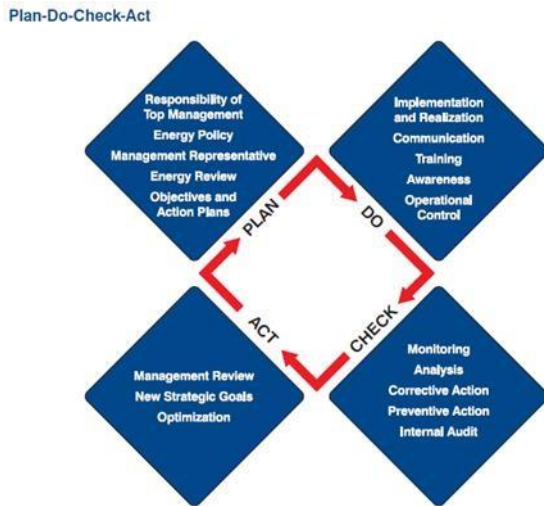 Plan-Do-Check-Act
Responsibility of
Top Management
Energy Policy
Management Representative
Energy Review
Objectives and
Action Plans
Implementation
and Realization
Communication
Training
Awareness
Operational
Control
PLAN
DO
ACT
CHECK
Management Review
New Strategic Goals
Optimization
Monitoring
Analysis
Corrective Action
Preventive Action
Internal Audit